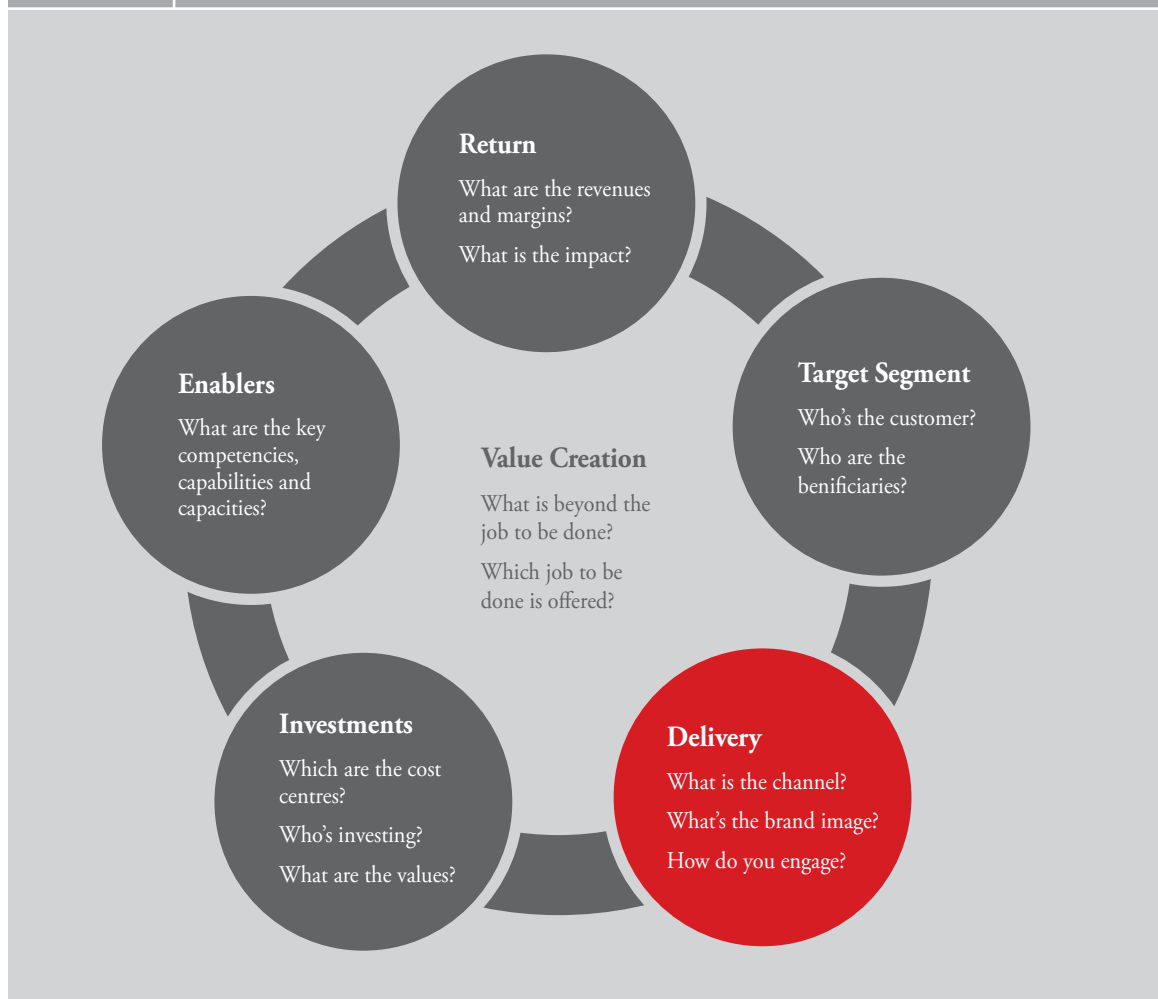 Return
What are the revenues
and margins?
What is the impact?
Target Segment
Who's the customer?
Who are the
benificiaries?
Delivery
What is the channel?
What's the brand image?
How do you engage?
Investments
Which are the cost
centres?
Who's investing?
What are the values?
Enablers
What are the key
competencies,
capabilities and
capacities?
Value Creation
What is beyond the
job to be done?
Which job to be
done is offered?